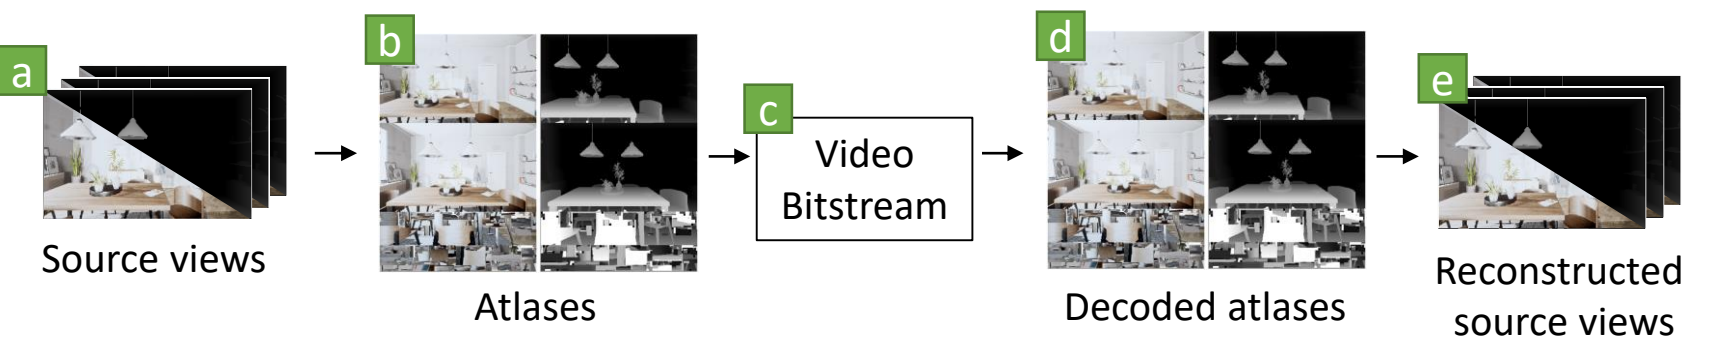 a
Source views
b
Atlases
c
Video
Bitstream
d
Decoded atlases
e
Reconstructed
source views